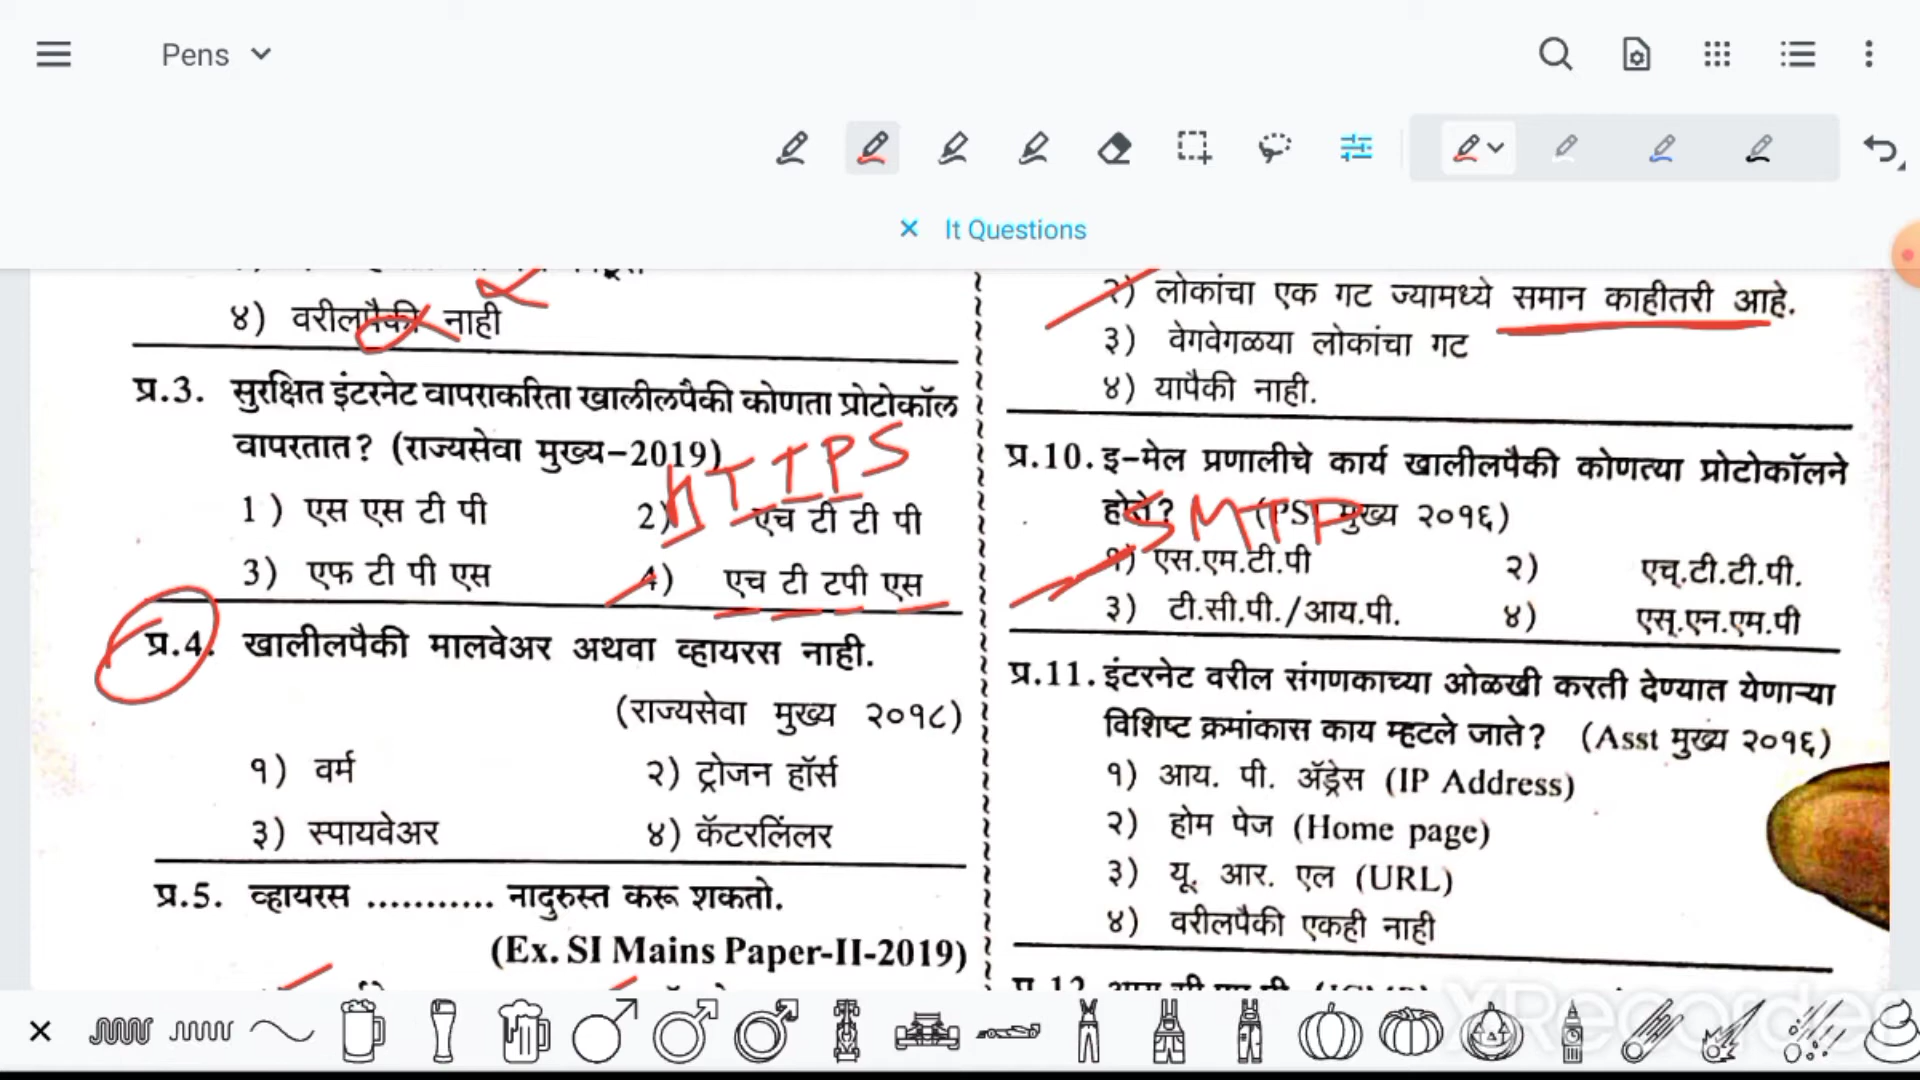 Pens
It Questions
४) वरीलपैकी नाही
प्र.3. सुरक्षित इंटरनेट वापराकरिता खालीलपैकी कोणता प्रोटोकॉल
वापरतात? (राज्यसेवा मुख्य-2019)
HTTPS
1) एस एस टी पी 2) एच टी टी पी
3) एफ टी पी एस 4) एच टी टपी एस
प्र.4. खालीलपैकी मालवेअर अथवा व्हायरस नाही.
(राज्यसेवा मुख्य २०१८)
१) वर्म २) ट्रोजन हॉर्स
३) स्पायवेअर ४) कॅटरलिंलर
प्र.5. व्हायरस ........... नादुरुस्त करू शकतो.
(Ex. SI Mains Paper-II-2019)
२) लोकांचा एक गट ज्यामध्ये समान काहीतरी आहे.
३) वेगवेगळया लोकांचा गट
४) यापैकी नाही.
प्र.10. इ-मेल प्रणालीचे कार्य खालीलपैकी कोणत्या प्रोटोकॉलने
होते? (PSI मुख्य २०१६)
SMTP
१) एस.एम.टी.पी २) एच्.टी.टी.पी.
३) टी.सी.पी./आय.पी. ४) एस्.एन.एम.पी
प्र.11. इंटरनेट वरील संगणकाच्या ओळखी करती देण्यात येणाऱ्या
विशिष्ट क्रमांकास काय म्हटले जाते? (Asst मुख्य २०१६)
१) आय. पी. ॲड्रेस (IP Address)
२) होम पेज (Home page)
३) यू. आर. एल (URL)
४) वरीलपैकी एकही नाही
XRecorder